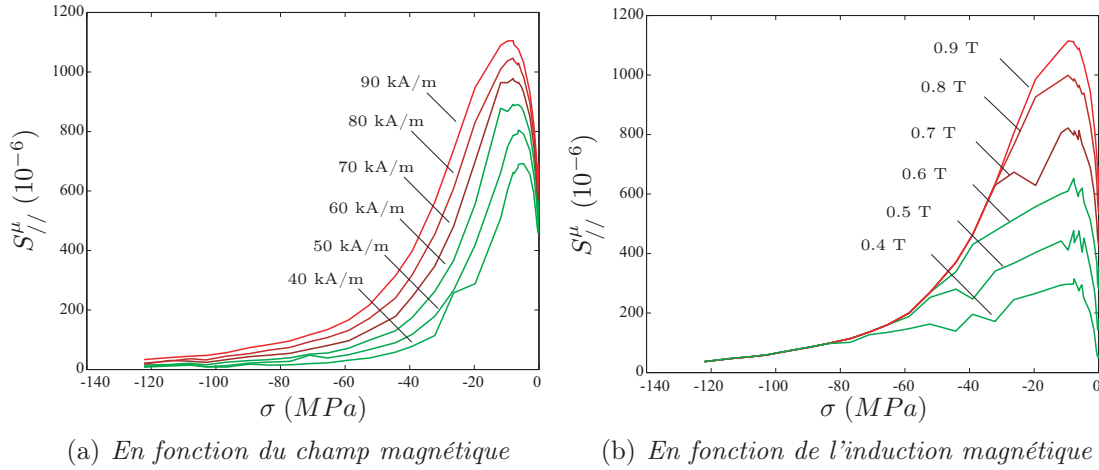 1200
1000
800
600
400
200
0
-140 -120 -100 -80 -60 -40 -20 0
S^μ_// (10^−6)
σ (MPa)
90 kA/m
80 kA/m
70 kA/m
60 kA/m
50 kA/m
40 kA/m
(a) En fonction du champ magnétique
1200
1000
800
600
400
200
0
-140 -120 -100 -80 -60 -40 -20 0
S^μ_// (10^−6)
σ (MPa)
0.9 T
0.8 T
0.7 T
0.6 T
0.5 T
0.4 T
(b) En fonction de l'induction magnétique